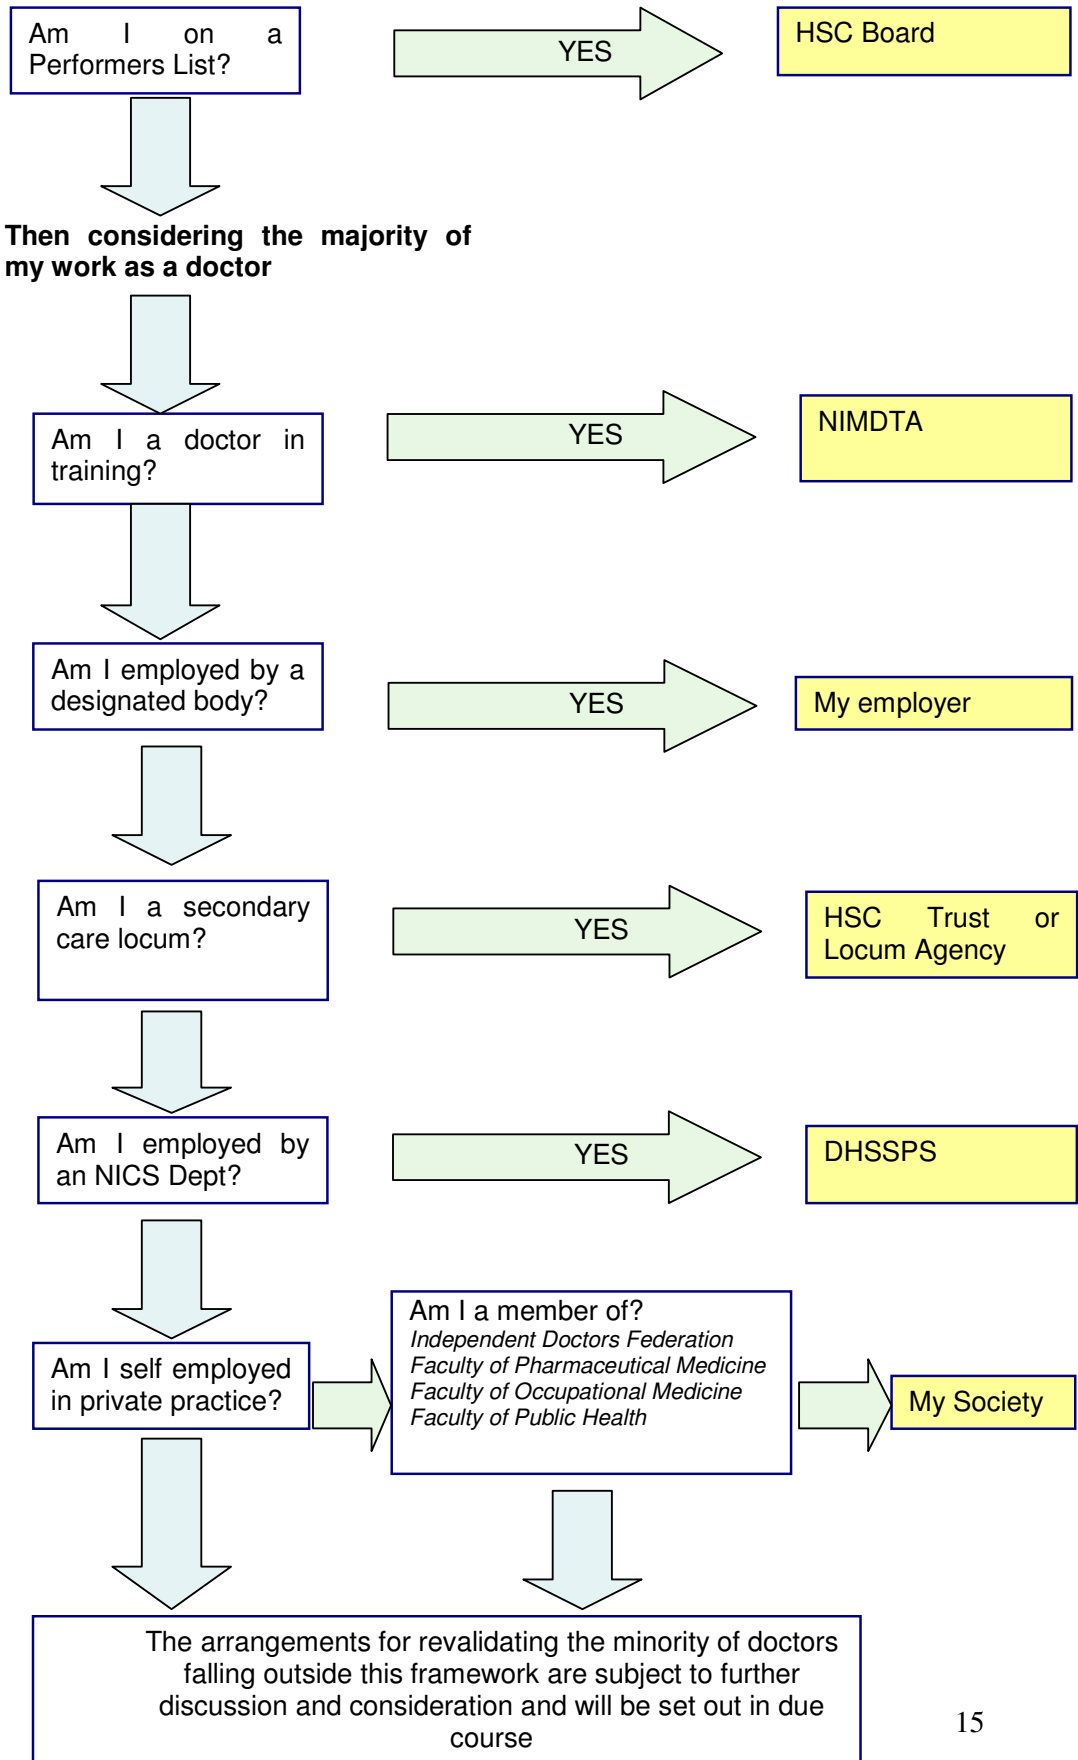 Am I on a
Performers List?
YES
HSC Board
Then considering the majority of
my work as a doctor
Am I a doctor in
training?
YES
NIMDTA
Am I employed by a
designated body?
YES
My employer
Am I a secondary
care locum?
YES
HSC Trust or
Locum Agency
Am I employed by
an NICS Dept?
YES
DHSSPS
Am I self employed
in private practice?
Am I a member of?
Independent Doctors Federation
Faculty of Pharmaceutical Medicine
Faculty of Occupational Medicine
Faculty of Public Health
My Society
The arrangements for revalidating the minority of doctors
falling outside this framework are subject to further
discussion and consideration and will be set out in due
course
15